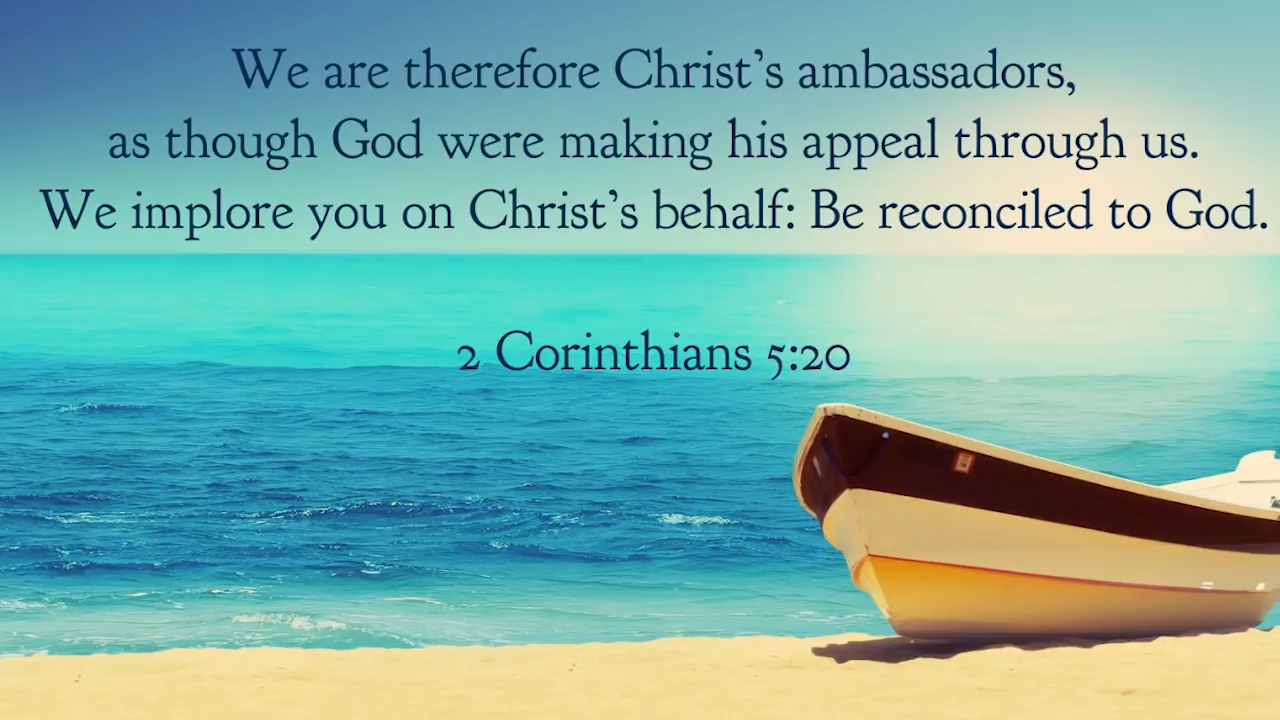 We are therefore Christ's ambassadors,
as though God were making his appeal through us.
We implore you on Christ's behalf: Be reconciled to God.
2 Corinthians 5:20